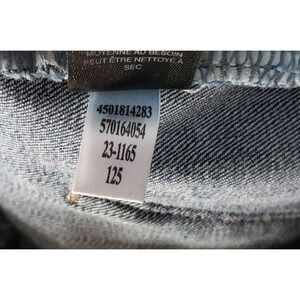 MOYENNE AU BESOIN
PEUT ÊTRE NETTOYÉ À
SEC
4501814283
570164054
23-1165
125